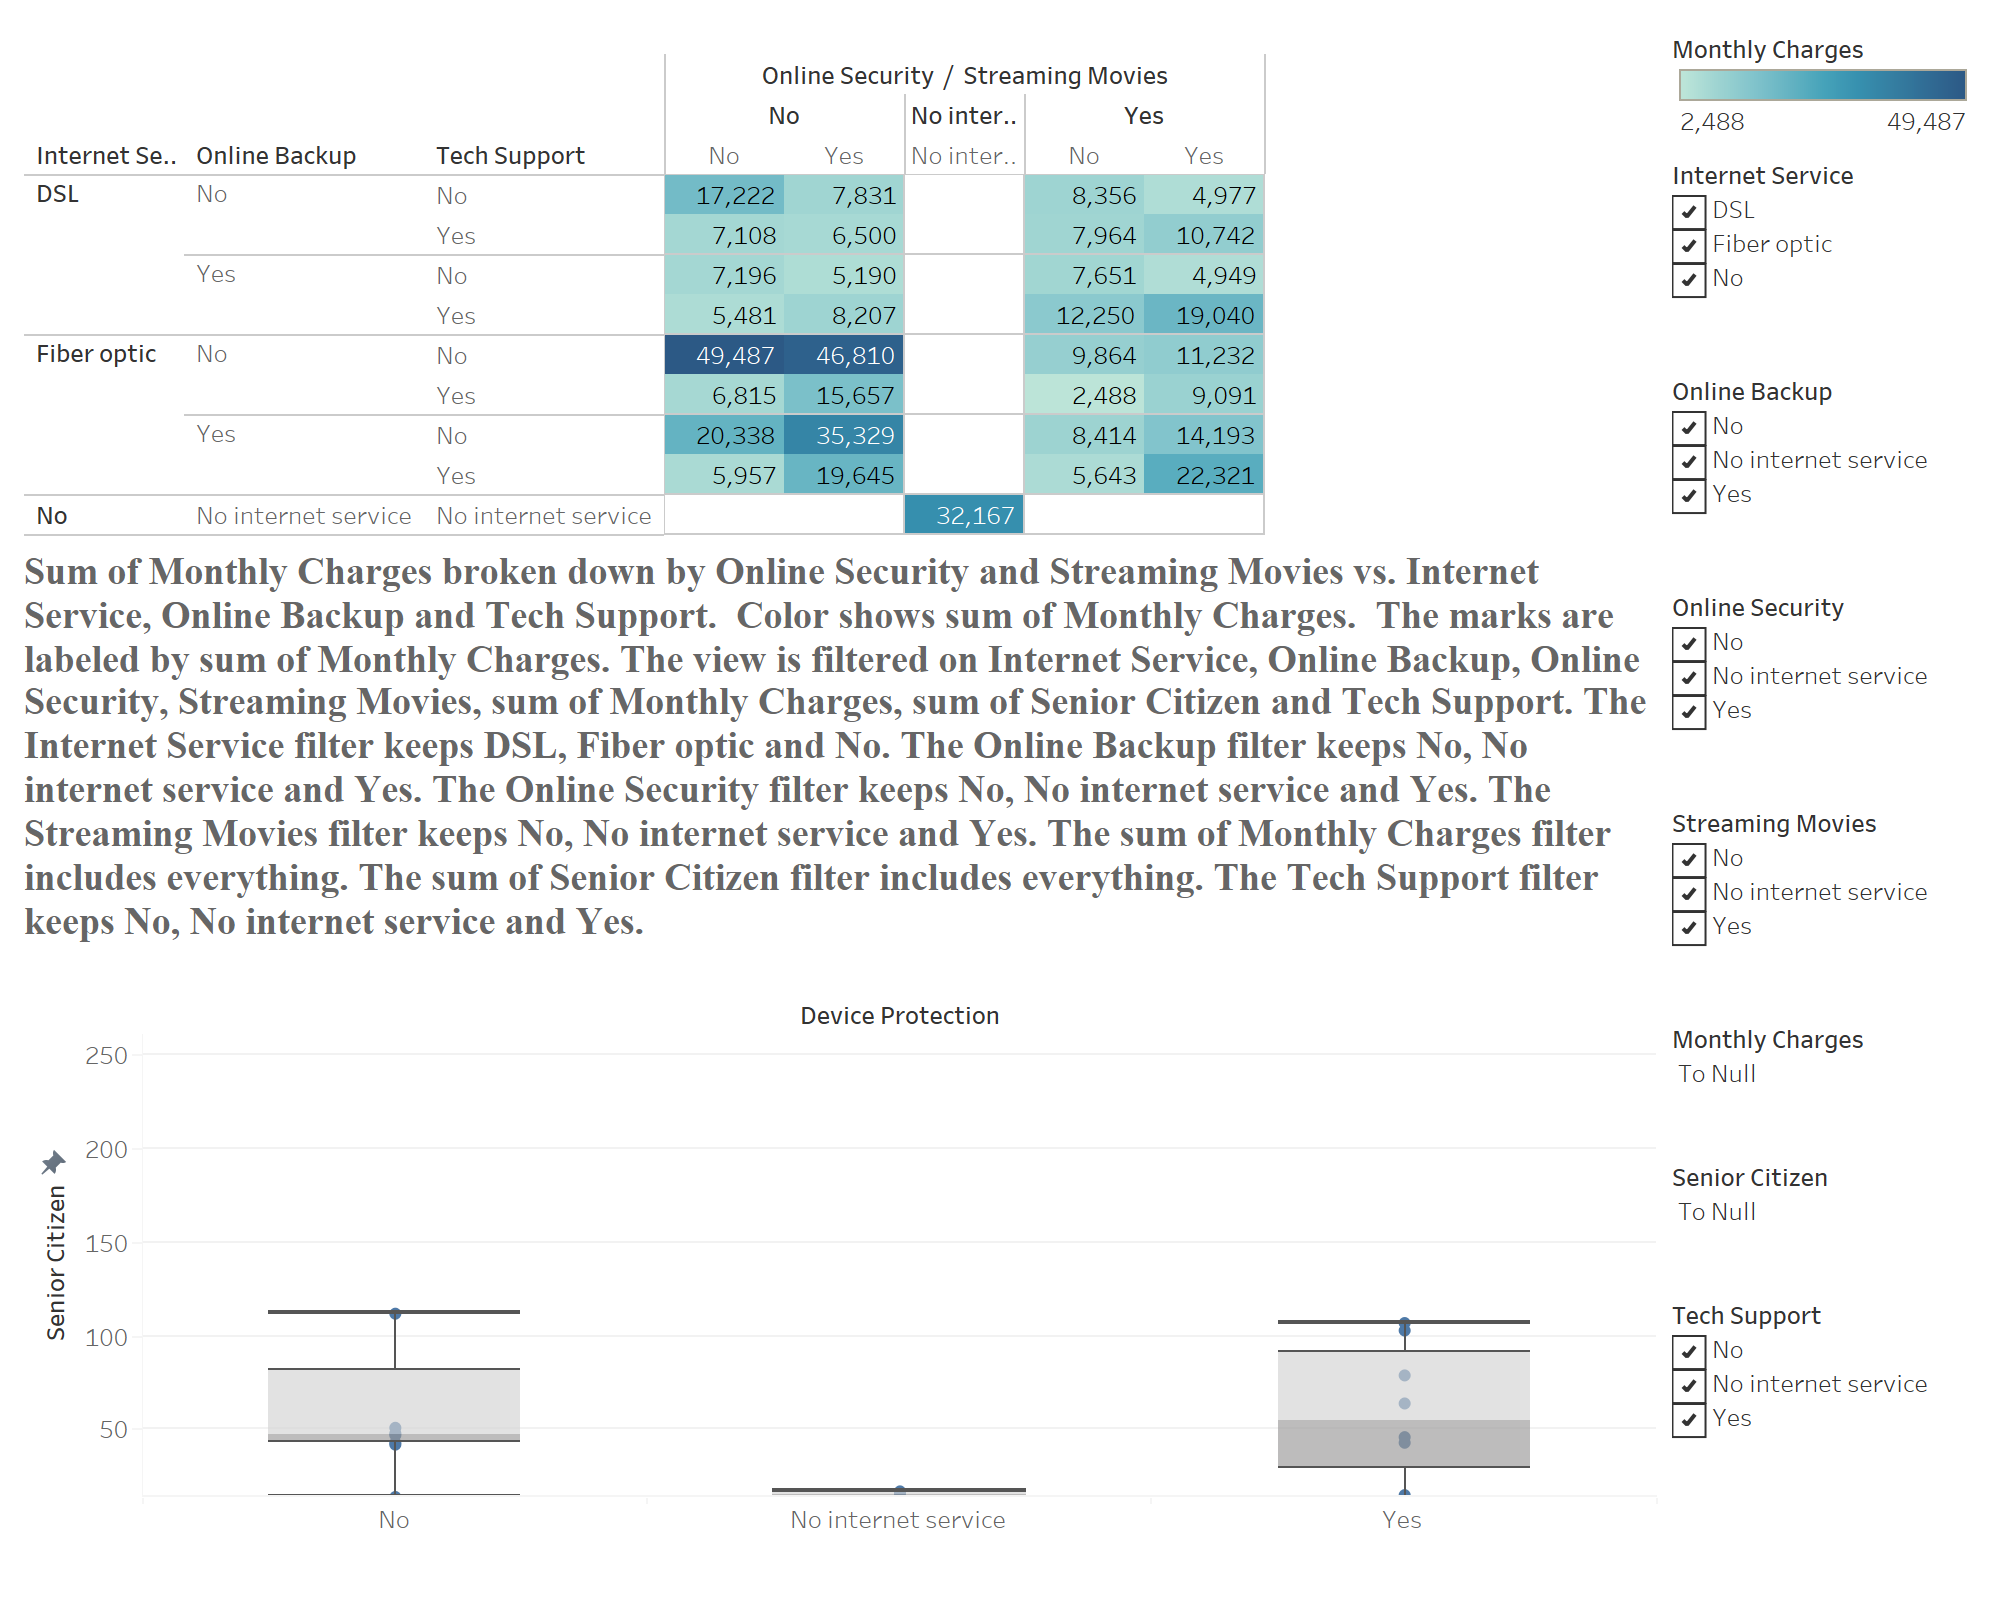 Online Security / Streaming Movies
No No inter.. Yes
Internet Se.. Online Backup Tech Support No Yes No inter.. No Yes
DSL No No 17,222 7,831 8,356 4,977
Yes 7,108 6,500 7,964 10,742
Yes No 7,196 5,190 7,651 4,949
Yes 5,481 8,207 12,250 19,040
Fiber optic No No 49,487 46,810 9,864 11,232
Yes 6,815 15,657 2,488 9,091
Yes No 20,338 35,329 8,414 14,193
Yes 5,957 19,645 5,643 22,321
No No internet service No internet service 32,167
Sum of Monthly Charges broken down by Online Security and Streaming Movies vs. Internet
Service, Online Backup and Tech Support.  Color shows sum of Monthly Charges.  The marks are
labeled by sum of Monthly Charges. The view is filtered on Internet Service, Online Backup, Online
Security, Streaming Movies, sum of Monthly Charges, sum of Senior Citizen and Tech Support. The
Internet Service filter keeps DSL, Fiber optic and No. The Online Backup filter keeps No, No
internet service and Yes. The Online Security filter keeps No, No internet service and Yes. The
Streaming Movies filter keeps No, No internet service and Yes. The sum of Monthly Charges filter
includes everything. The sum of Senior Citizen filter includes everything. The Tech Support filter
keeps No, No internet service and Yes.
Device Protection
250
200
150
100
50
Senior Citizen
No No internet service Yes
Monthly Charges
2,488 49,487
Internet Service
DSL
Fiber optic
No
Online Backup
No
No internet service
Yes
Online Security
No
No internet service
Yes
Streaming Movies
No
No internet service
Yes
Monthly Charges
To Null
Senior Citizen
To Null
Tech Support
No
No internet service
Yes